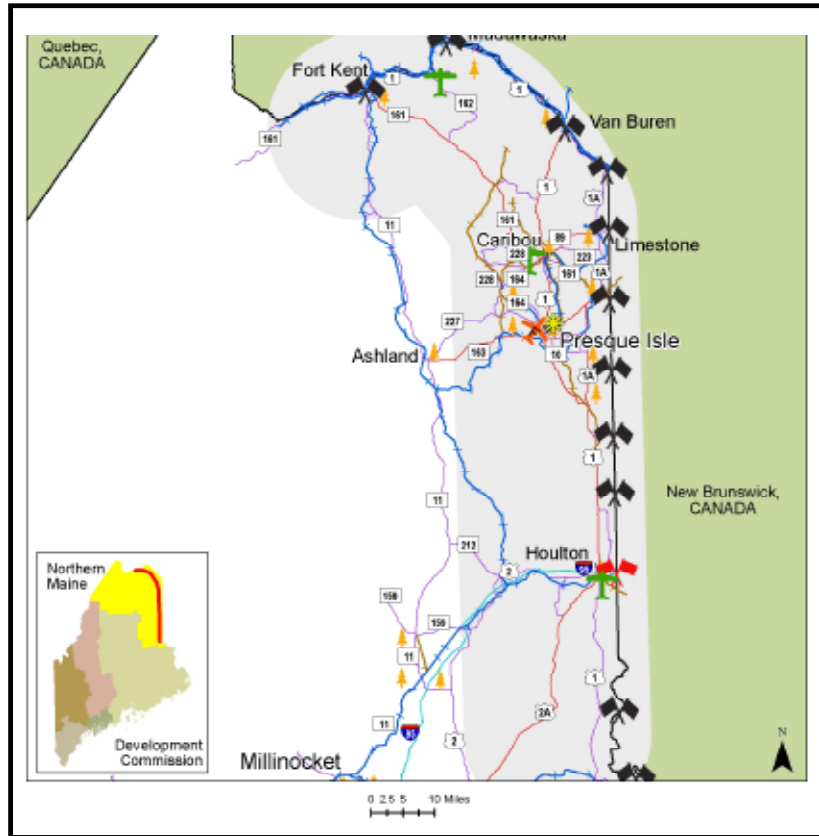 Quebec,
CANADA
Madawaska
Fort Kent
1
162
1
161
161
Van Buren
1
1A
11
161
Caribou
89
Limestone
228
223
228
164
161
1A
164
1
227
Presque Isle
Ashland
163
10
1A
1
11
New Brunswick,
CANADA
212
Houlton
95
2
Northern
Maine
159
159
11
1
2A
11
95
2
Development
Commission
Millinocket
N
0 2.5 5 10 Miles